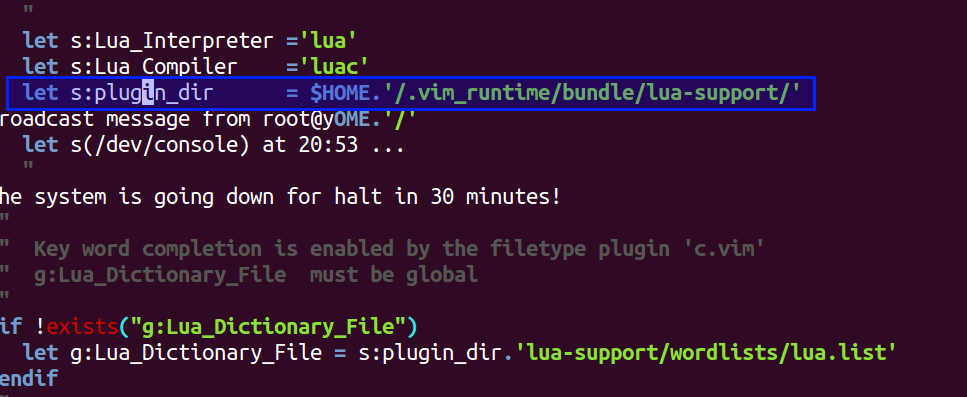 "
let s:Lua_Interpreter ='lua'
let s:Lua_Compiler    ='luac'
let s:plugin_dir      = $HOME.'/.vim_runtime/bundle/lua-support/'
roadcast message from root@yOME.'/'
let s(/dev/console) at 20:53 ...
"
he system is going down for halt in 30 minutes!
"
"  Key word completion is enabled by the filetype plugin 'c.vim'
"  g:Lua_Dictionary_File  must be global
"
if !exists("g:Lua_Dictionary_File")
let g:Lua_Dictionary_File = s:plugin_dir.'lua-support/wordlists/lua.list'
endif
"